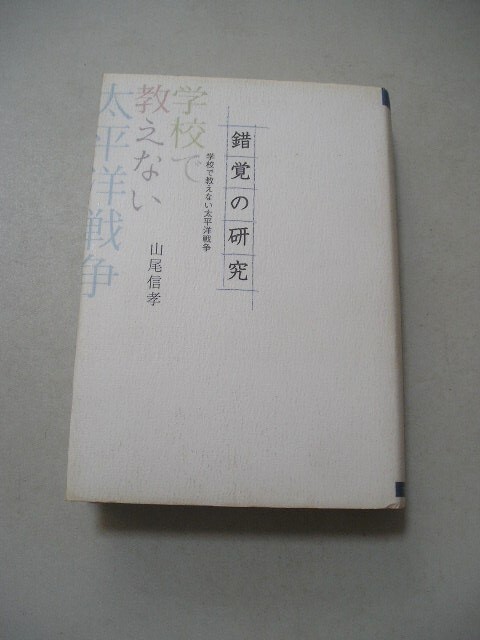 錯覚の研究
学校で教えない太平洋戦争
学校で
教えない
太平洋戦争
山尾信孝